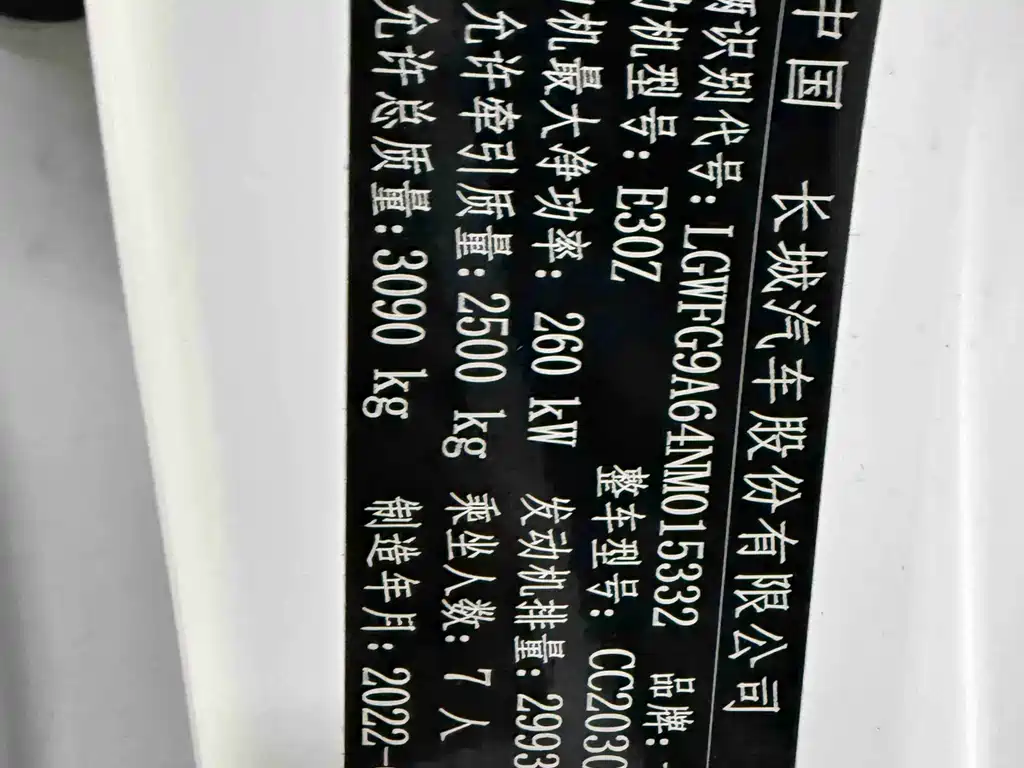 中国 长城汽车股份有限公司
识别代号: LGWFG9A64NM015332 品牌:
机型号: E30Z 整车型号: CC2030
机最大净功率: 260 kW 发动机排量: 2993
允许牵引质量: 2500 kg 乘坐人数: 7 人
允许总质量: 3090 kg 制造年月: 2022-